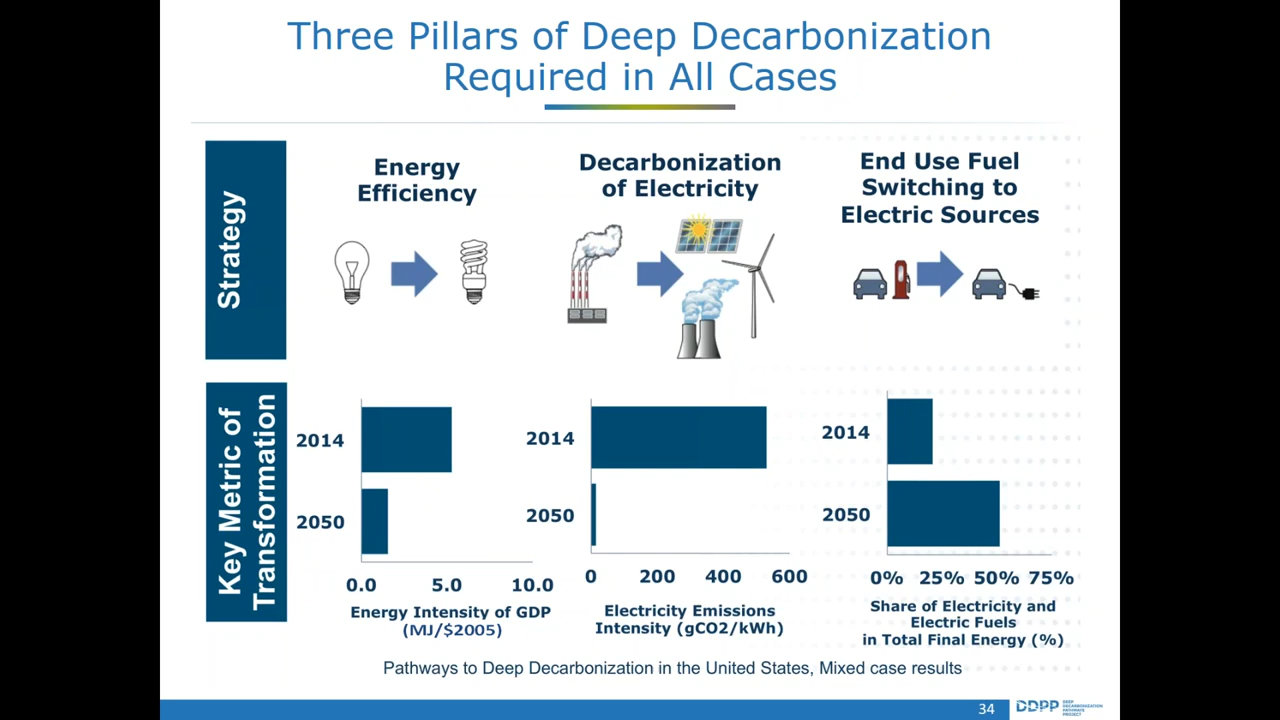 Three Pillars of Deep Decarbonization
Required in All Cases
Strategy
Energy
Efficiency
Decarbonization
of Electricity
End Use Fuel
Switching to
Electric Sources
Key Metric of
Transformation
2014
2050
0.0 5.0 10.0
Energy Intensity of GDP
(MJ/$2005)
2014
2050
0 200 400 600
Electricity Emissions
Intensity (gCO2/kWh)
2014
2050
0% 25% 50% 75%
Share of Electricity and
Electric Fuels
in Total Final Energy (%)
Pathways to Deep Decarbonization in the United States, Mixed case results
34
DDPP
DEEP
DECARBONIZATION
PATHWAYS
PROJECT